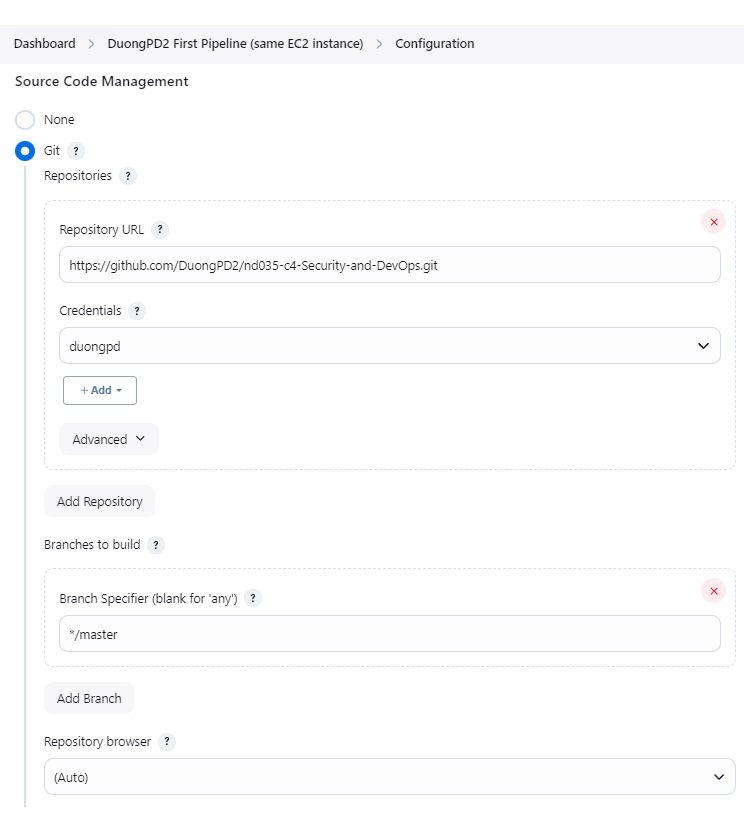 Dashboard > DuongPD2 First Pipeline (same EC2 instance) > Configuration
Source Code Management
None
Git ?
Repositories ?
Repository URL ?
https://github.com/DuongPD2/nd035-c4-Security-and-DevOps.git
Credentials ?
duongpd
+ Add
Advanced
Add Repository
Branches to build ?
Branch Specifier (blank for 'any') ?
*/master
Add Branch
Repository browser ?
(Auto)